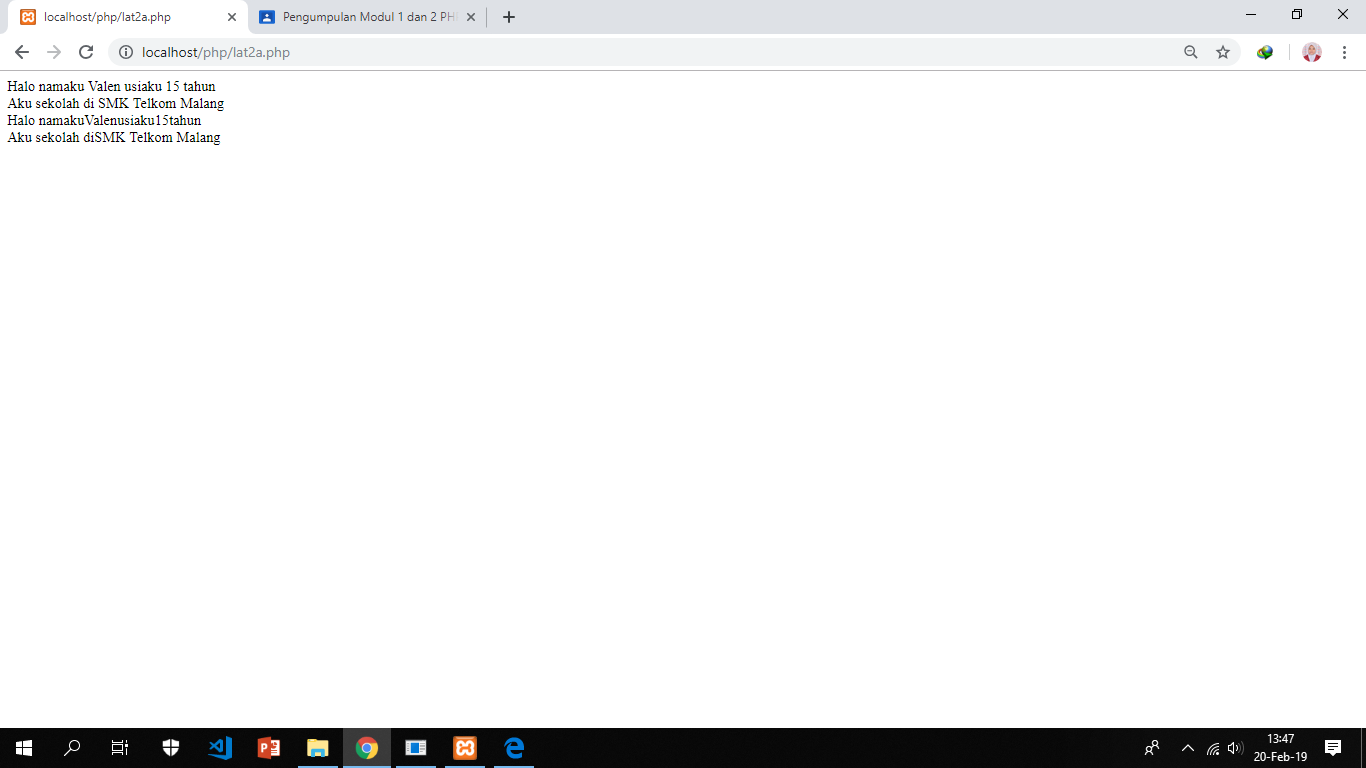 localhost/php/lat2a.php
Pengumpulan Modul 1 dan 2 PH
localhost/php/lat2a.php
Halo namaku Valen usiaku 15 tahun
Aku sekolah di SMK Telkom Malang
Halo namakuValenusiaku15tahun
Aku sekolah diSMK Telkom Malang
13:47
20-Feb-19